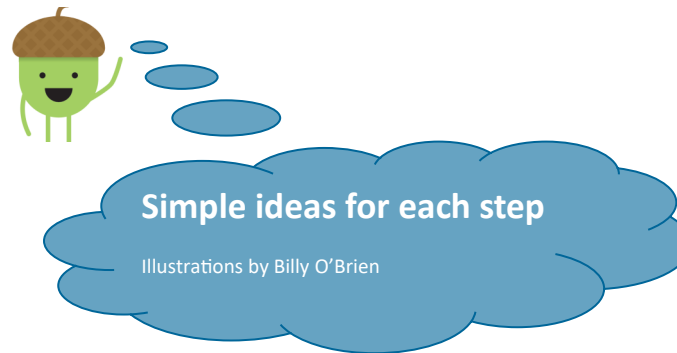 Simple ideas for each step
Illustrations by Billy O’Brien